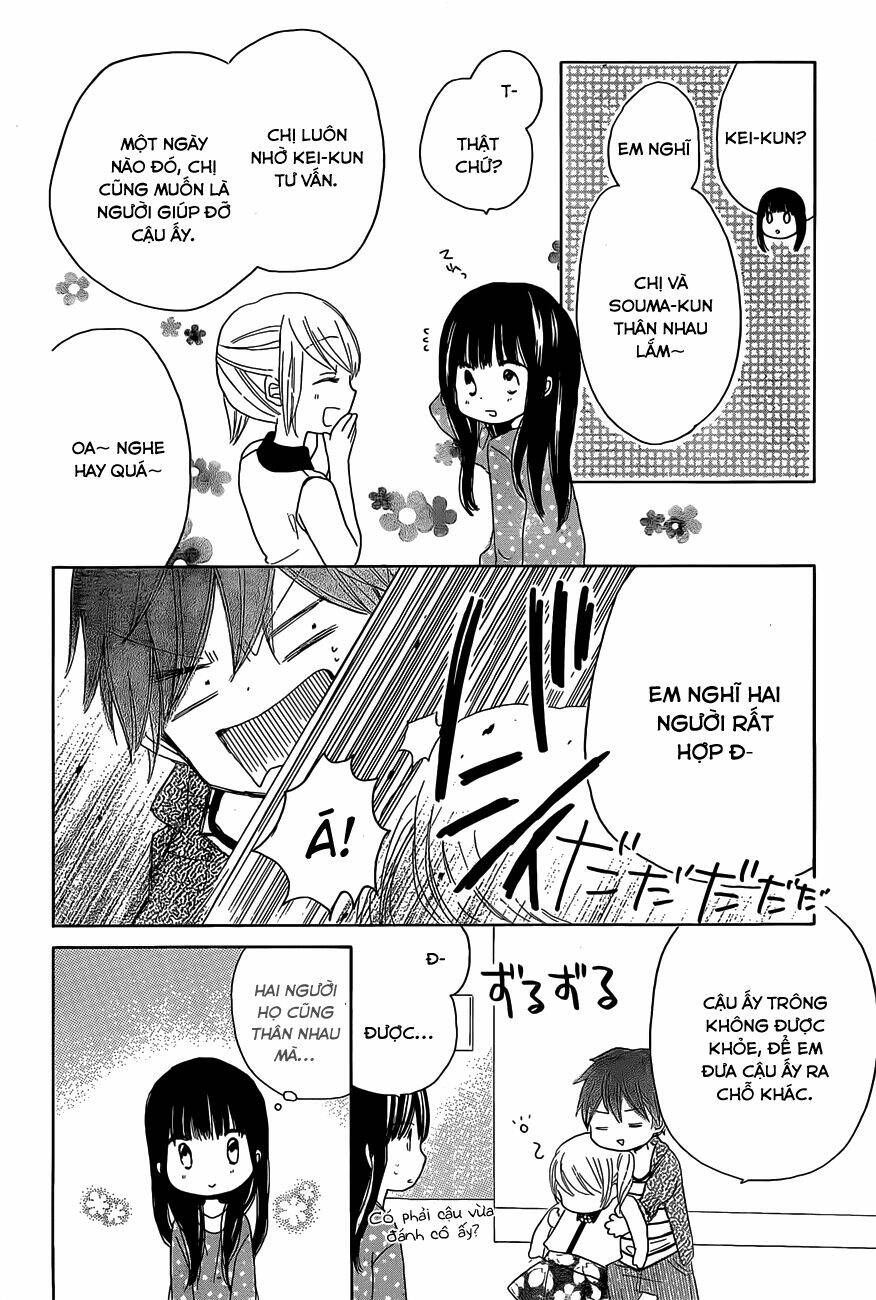 KEI-KUN?
EM NGHĨ
CHỊ VÀ
SOUMA-KUN
THÂN NHAU
LẮM~
T-
THẬT
CHỨ?
CHỊ LUÔN
NHỜ KEI-KUN
TƯ VẤN.
MỘT NGÀY
NÀO ĐÓ, CHỊ
CŨNG MUỐN LÀ
NGƯỜI GIÚP ĐỠ
CẬU ẤY.
OA~ NGHE
HAY QUÁ~
EM NGHĨ HAI
NGƯỜI RẤT
HỢP Đ-
Á!
だだだだだ
CẬU ẤY TRÔNG
KHÔNG ĐƯỢC
KHỎE, ĐỂ EM
ĐƯA CẬU ẤY RA
CHỖ KHÁC.
ずるずる
Đ-
ĐƯỢC...
Có phải cậu vừa
đánh cô ấy?
HAI NGƯỜI
HỌ CŨNG
THÂN NHAU
MÀ...